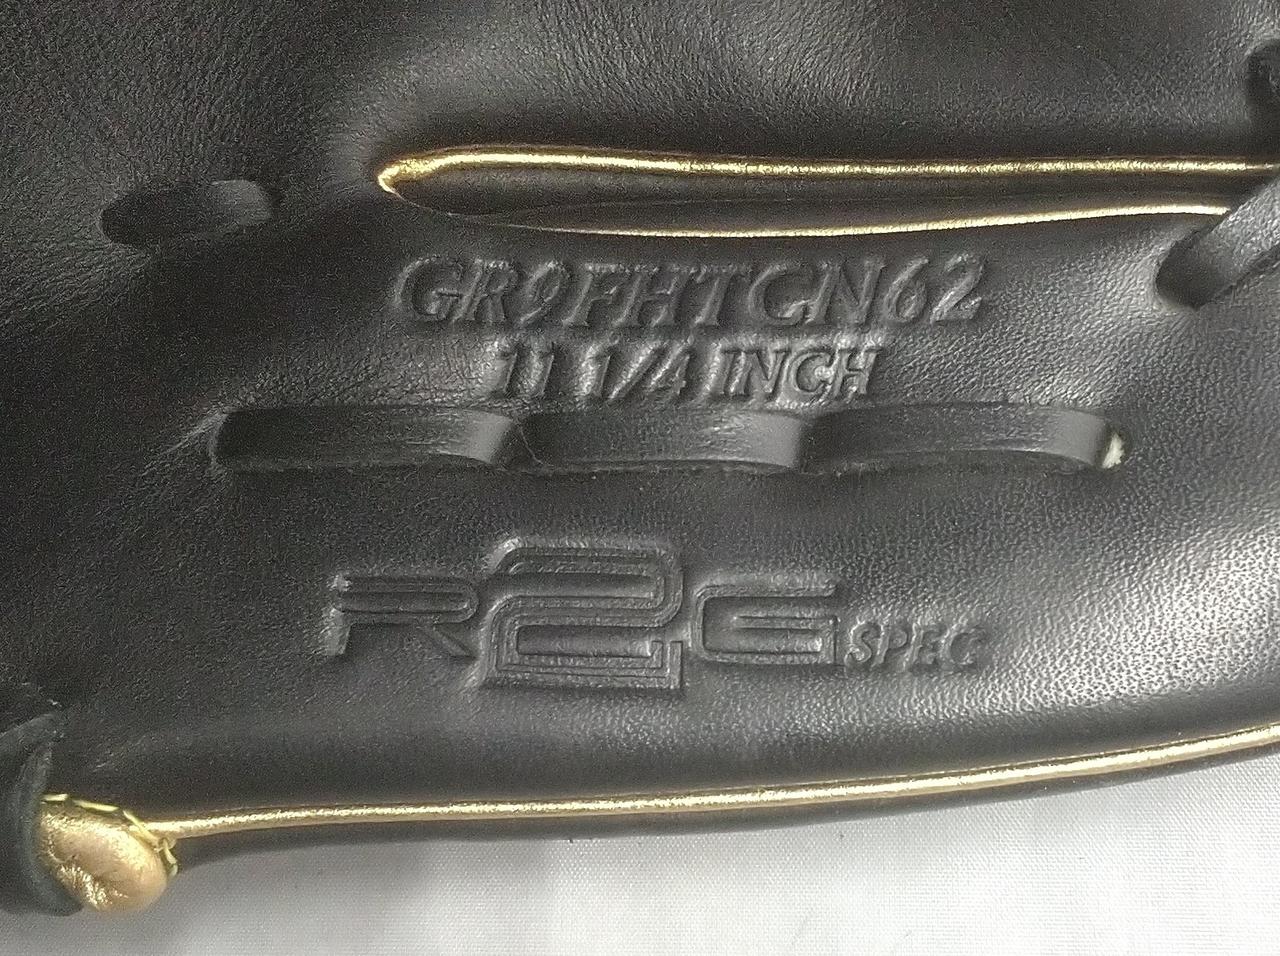 GR9FHTCN62
11 1/4 INCH
R2G SPEC